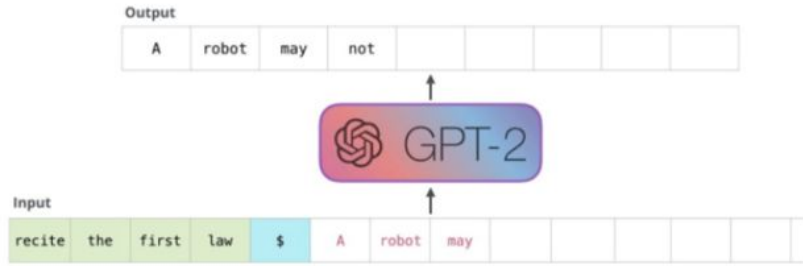 Output
A robot may not
GPT-2
Input
recite the first law $ A robot may